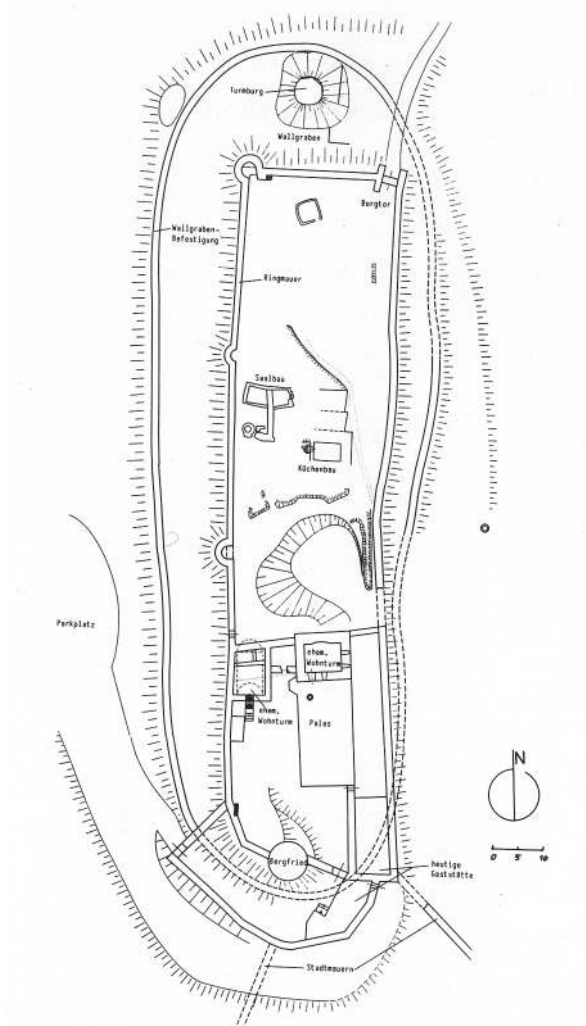 Turmburg
Wallgraben
Burgtor
Wallgraben-
Befestigung
Ringmauer
Saalbau
Küchenbau
Parkplatz
ehem.
Wohnturm
ehem.
Wohnturm
Palas
N
0 5 10
Bergfried
heutige
Gaststätte
Stadtmauern